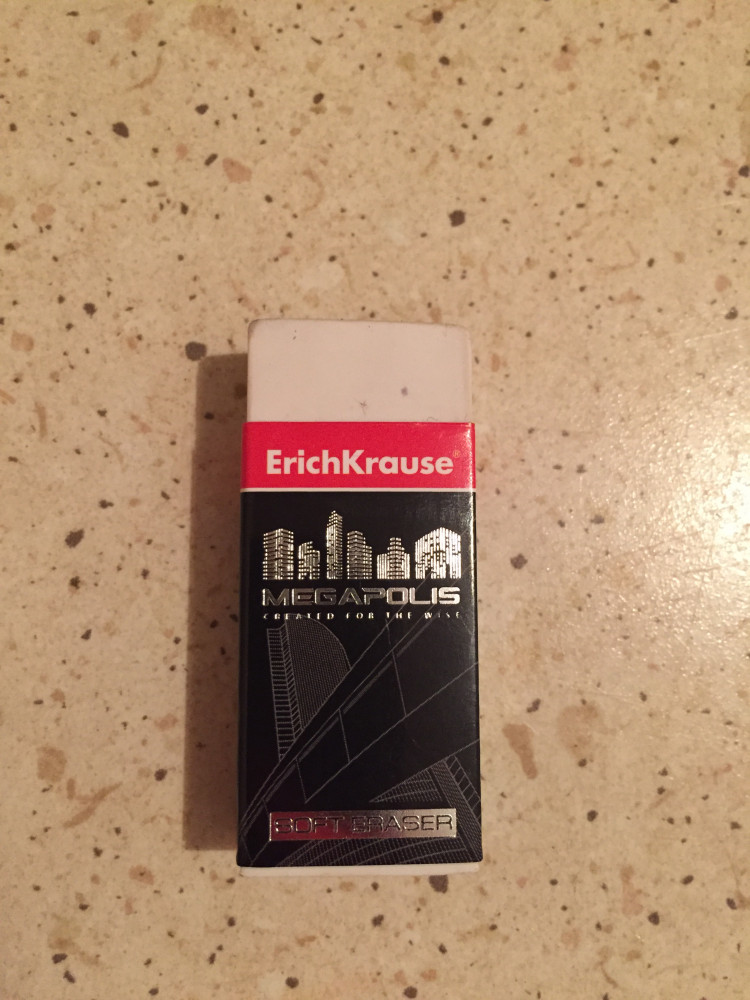 ErichKrause®
MEGAPOLIS
CREATED FOR THE WISE
SOFT ERASER